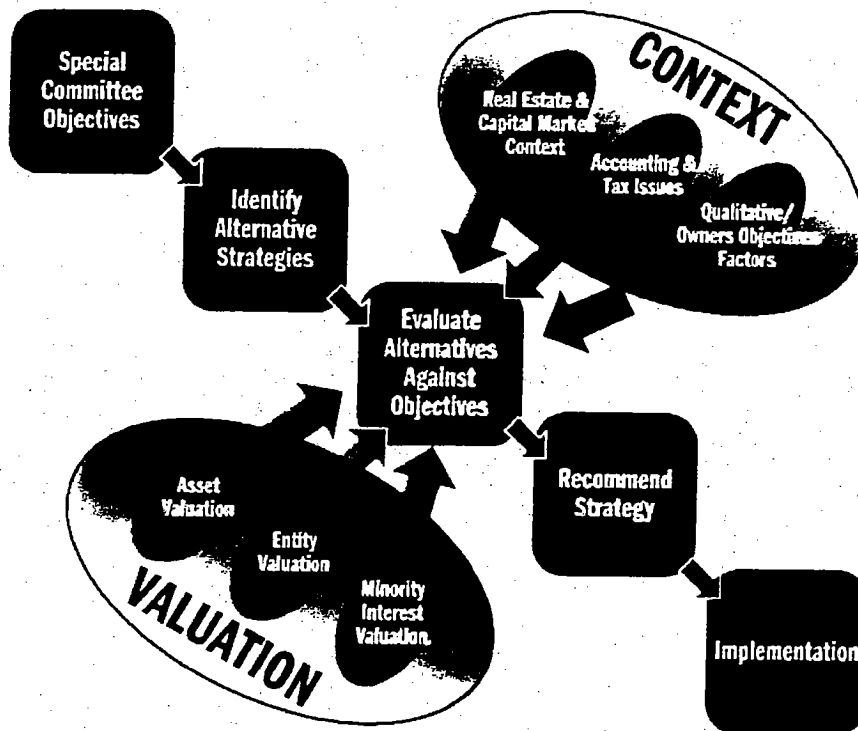 Special
Committee
Objectives
Identify
Alternative
Strategies
Evaluate
Alternatives
Against
Objectives
Recommend
Strategy
Implementation
CONTEXT
Real Estate &
Capital Market
Context
Accounting &
Tax Issues
Qualitative/
Owners Objectives
Factors
Asset
Valuation
Entity
Valuation
Minority
Interest
Valuation
VALUATION